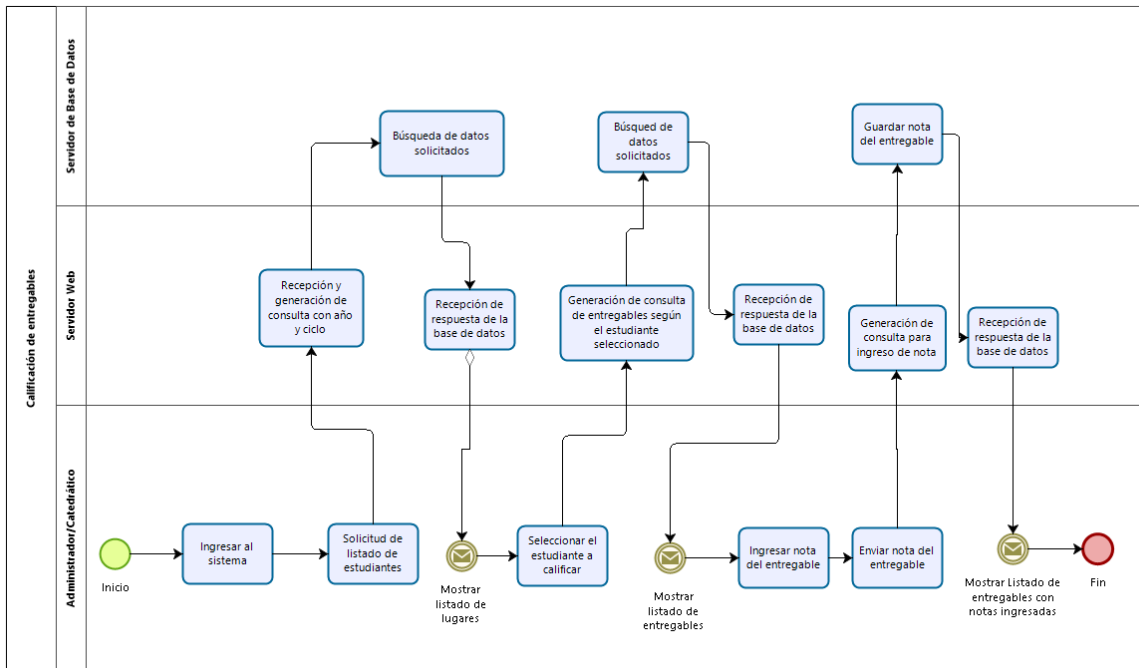 Calificación de entregables
Servidor de Base de Datos
Búsqueda de datos
solicitados
Búsqued de
datos
solicitados
Guardar nota
del entregable
Servidor Web
Recepción y
generación de
consulta con año
y ciclo
Recepción de
respuesta de la
base de datos
Generación de consulta
de entregables según
el estudiante
seleccionado
Recepción de
respuesta de la
base de datos
Generación de
consulta para
ingreso de nota
Recepción de
respuesta de la
base de datos
Administrador/Catedrático
Inicio
Ingresar al
sistema
Solicitud de
listado de
estudiantes
Mostrar
listado de
lugares
Seleccionar el
estudiante a
calificar
Mostrar
listado de
entregables
Ingresar nota
del entregable
Enviar nota del
entregable
Mostrar Listado de
entregables con
notas ingresadas
Fin